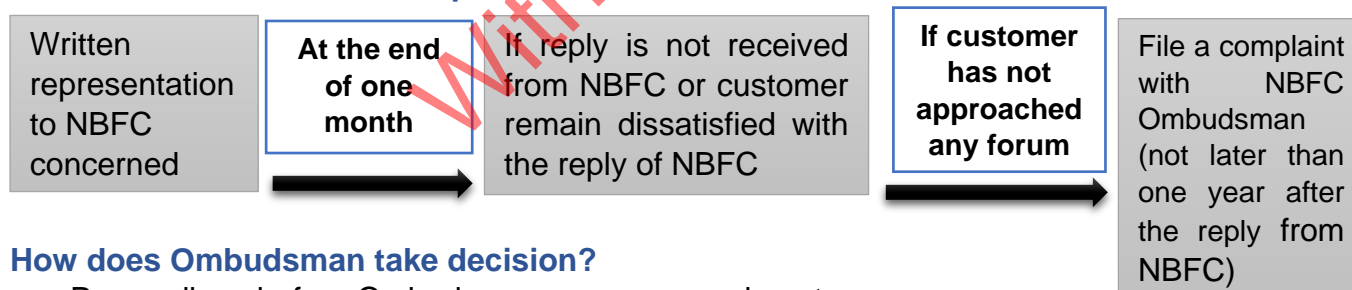 Written
representation
to NBFC
concerned
At the end
of one
month
If reply is not received
from NBFC or customer
remain dissatisfied with
the reply of NBFC
If customer
has not
approached
any forum
File a complaint
with NBFC
Ombudsman
(not later than
one year after
the reply from
NBFC)
How does Ombudsman take decision?